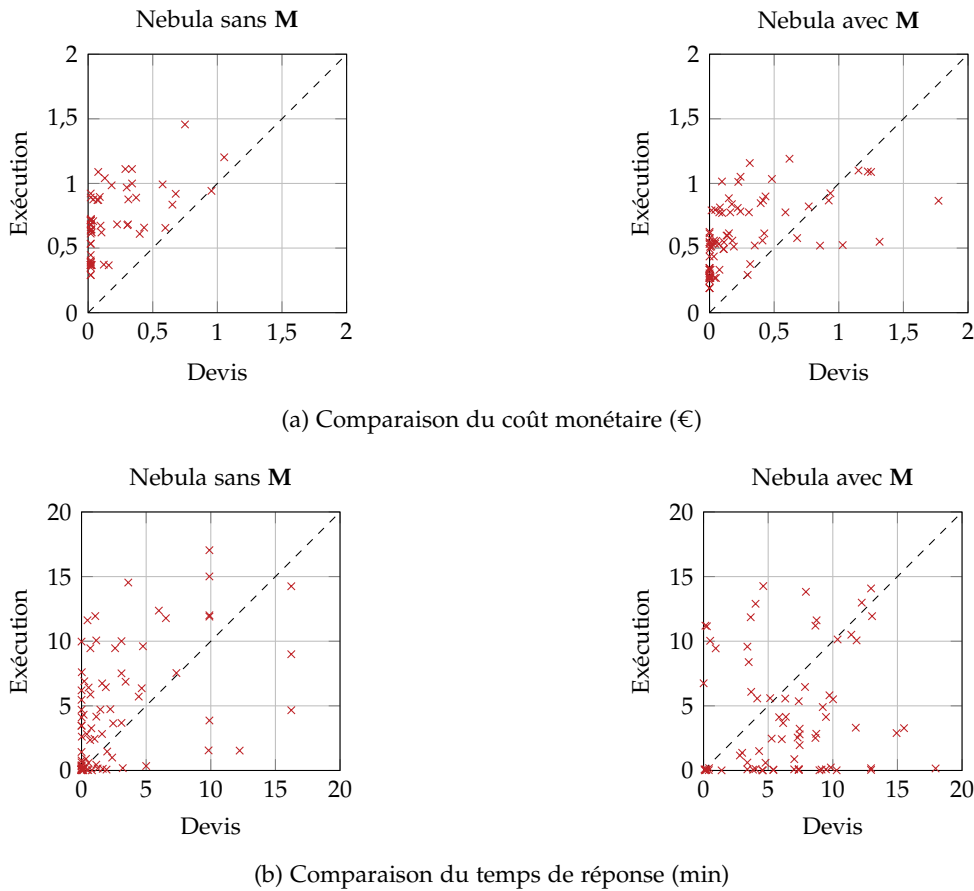 Nebula sans M
Nebula avec M
2
1,5
1
0,5
0
0
0,5
1
1,5
2
Exécution
Devis
2
1,5
1
0,5
0
0
0,5
1
1,5
2
Exécution
Devis
(a) Comparaison du coût monétaire (€)
Nebula sans M
Nebula avec M
20
15
10
5
0
0
5
10
15
20
Exécution
Devis
20
15
10
5
0
0
5
10
15
20
Exécution
Devis
(b) Comparaison du temps de réponse (min)